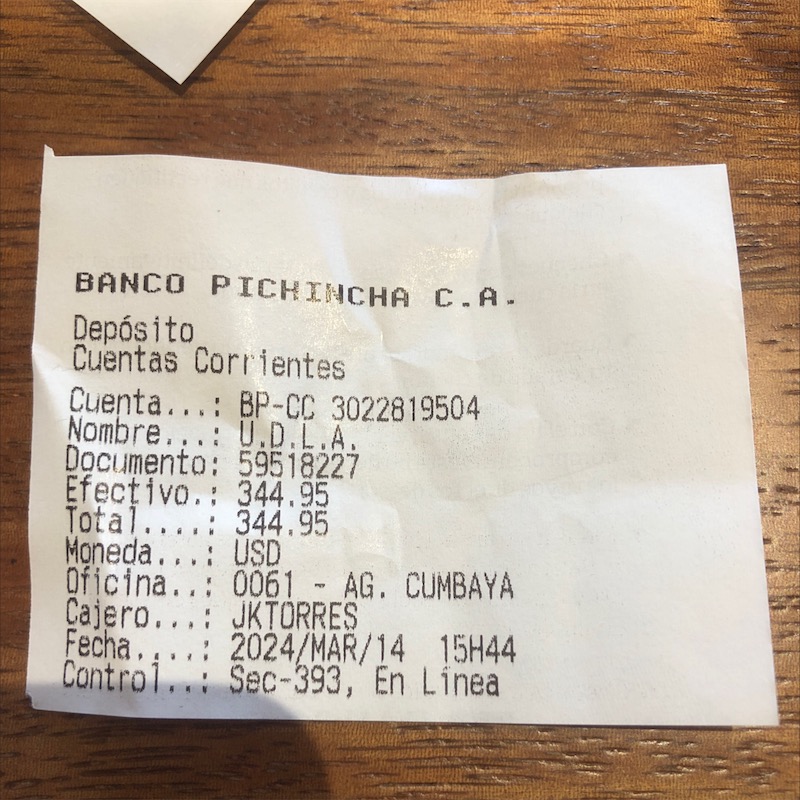 BANCO PICHINCHA C.A.
Depósito
Cuentas Corrientes
Cuenta...: BP-CC 3022819504
Nombre...: U.D.L.A.
Documento: 59518227
Efectivo.: 344.95
Total....: 344.95
Moneda...: USD
Oficina..: 0061 - AG. CUMBAYA
Cajero...: JKTORRES
Fecha....: 2024/MAR/14 15H44
Control..: Sec-393, En Línea